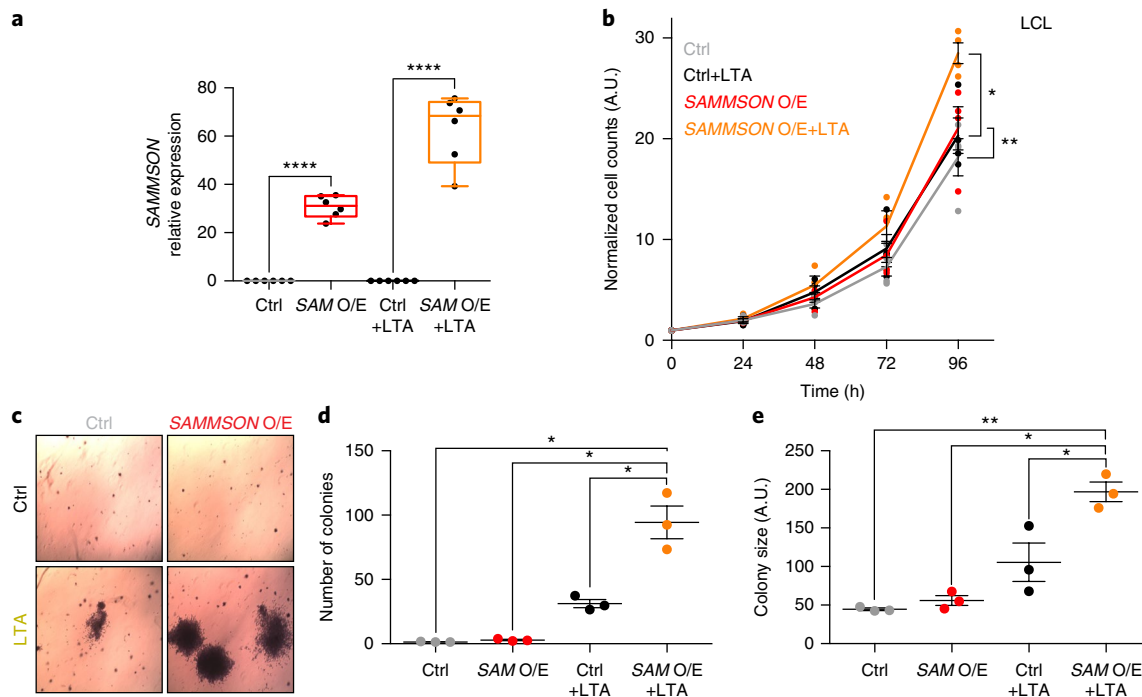 a
SAMMSON
relative expression
80
60
40
20
0
****
****
Ctrl
SAM O/E
Ctrl
+LTA
SAM O/E
+LTA
b
LCL
Normalized cell counts (A.U.)
30
20
10
0
Ctrl
Ctrl+LTA
SAMMSON O/E
SAMMSON O/E+LTA
*
**
0 24 48 72 96
Time (h)
c
Ctrl
SAMMSON O/E
Ctrl
LTA
d
Number of colonies
150
100
50
0
*
*
*
Ctrl
SAM O/E
Ctrl
+LTA
SAM O/E
+LTA
e
Colony size (A.U.)
250
200
150
100
50
0
**
*
*
Ctrl
SAM O/E
Ctrl
+LTA
SAM O/E
+LTA